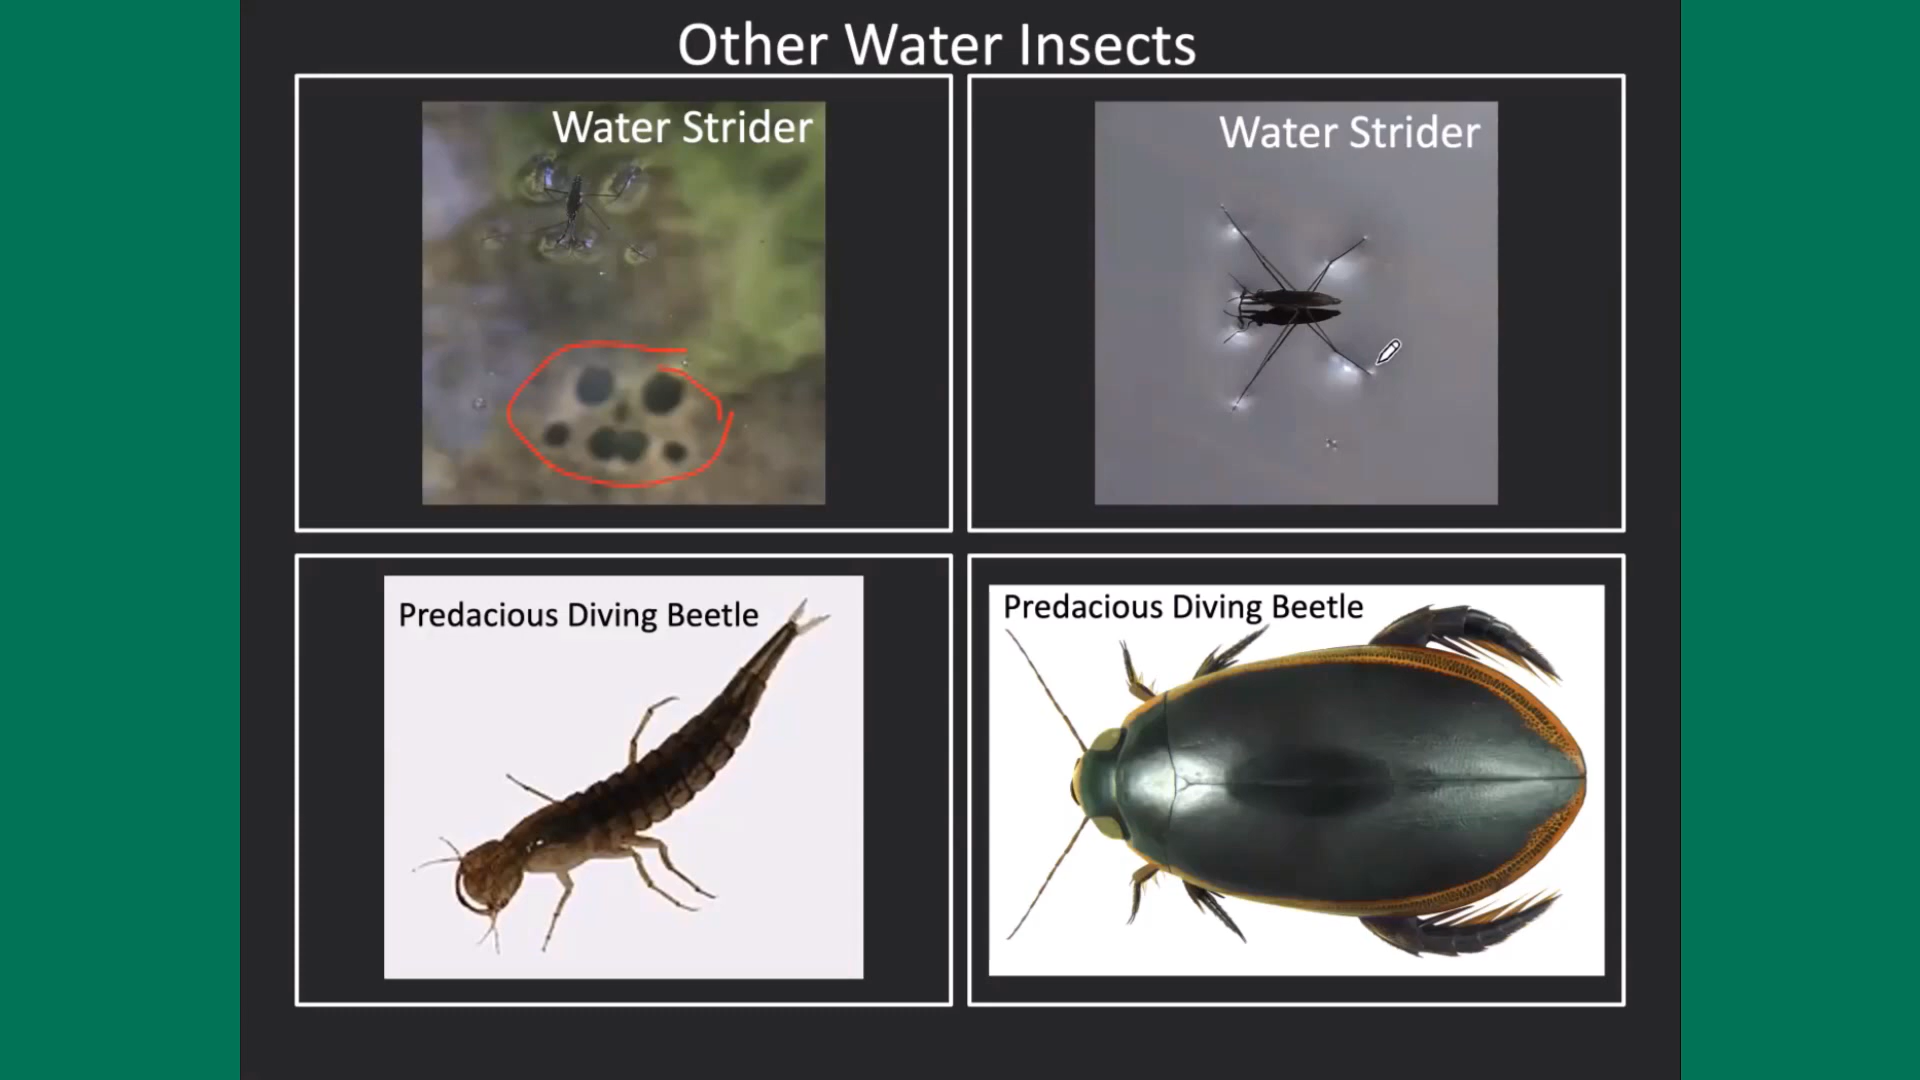 Other Water Insects
Water Strider
Water Strider
Predacious Diving Beetle
Predacious Diving Beetle